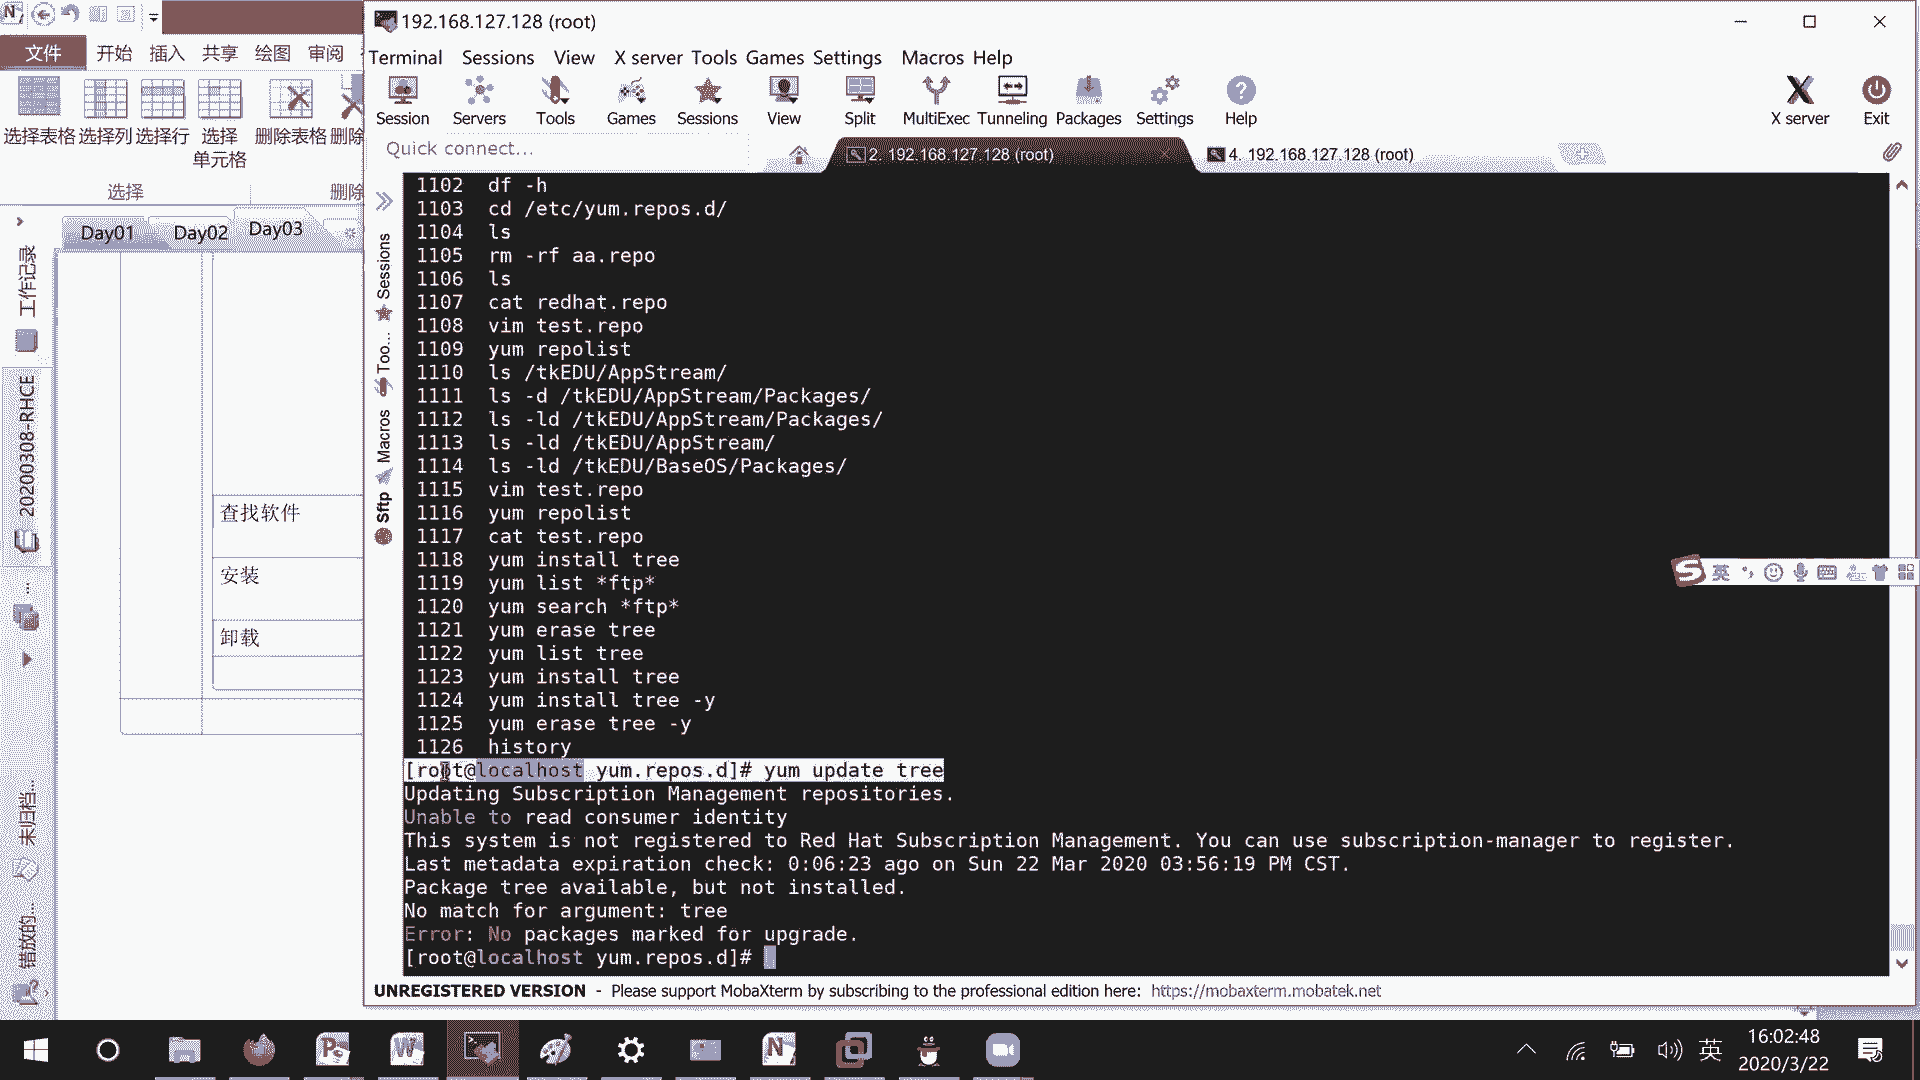 192.168.127.128 (root)
文件 开始 插入 共享 绘图 审阅
Terminal Sessions View X server Tools Games Settings Macros Help
Session Servers Tools Games Sessions View Split MultiExec Tunneling Packages Settings Help X server Exit
选择表格 选择列 选择行 选择单元格 删除表格 删除
选择
删除
Quick connect...
2. 192.168.127.128 (root)
4. 192.168.127.128 (root)
Day01 Day02 Day03
工作记录
20200308-RHCE
...
未归档...
错放的...
查找软件
安装
卸载
Sessions
Too...
Macros
Sftp
1102 df -h
1103 cd /etc/yum.repos.d/
1104 ls
1105 rm -rf aa.repo
1106 ls
1107 cat redhat.repo
1108 vim test.repo
1109 yum repolist
1110 ls /tkEDU/AppStream/
1111 ls -d /tkEDU/AppStream/Packages/
1112 ls -ld /tkEDU/AppStream/Packages/
1113 ls -ld /tkEDU/AppStream/
1114 ls -ld /tkEDU/BaseOS/Packages/
1115 vim test.repo
1116 yum repolist
1117 cat test.repo
1118 yum install tree
1119 yum list *ftp*
1120 yum search *ftp*
1121 yum erase tree
1122 yum list tree
1123 yum install tree
1124 yum install tree -y
1125 yum erase tree -y
1126 history
[root@localhost yum.repos.d]# yum update tree
Updating Subscription Management repositories.
Unable to read consumer identity
This system is not registered to Red Hat Subscription Management. You can use subscription-manager to register.
Last metadata expiration check: 0:06:23 ago on Sun 22 Mar 2020 03:56:19 PM CST.
Package tree available, but not installed.
No match for argument: tree
Error: No packages marked for upgrade.
[root@localhost yum.repos.d]#
英
UNREGISTERED VERSION - Please support MobaXterm by subscribing to the professional edition here: https://mobaxterm.mobatek.net
英
16:02:48
2020/3/22